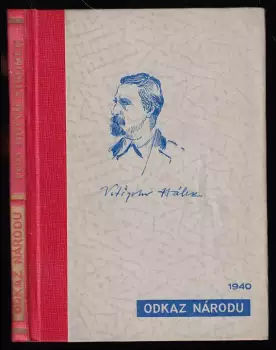 ODKAZ NÁRODU
Vítězslav Hálek
1940
ODKAZ NÁRODU